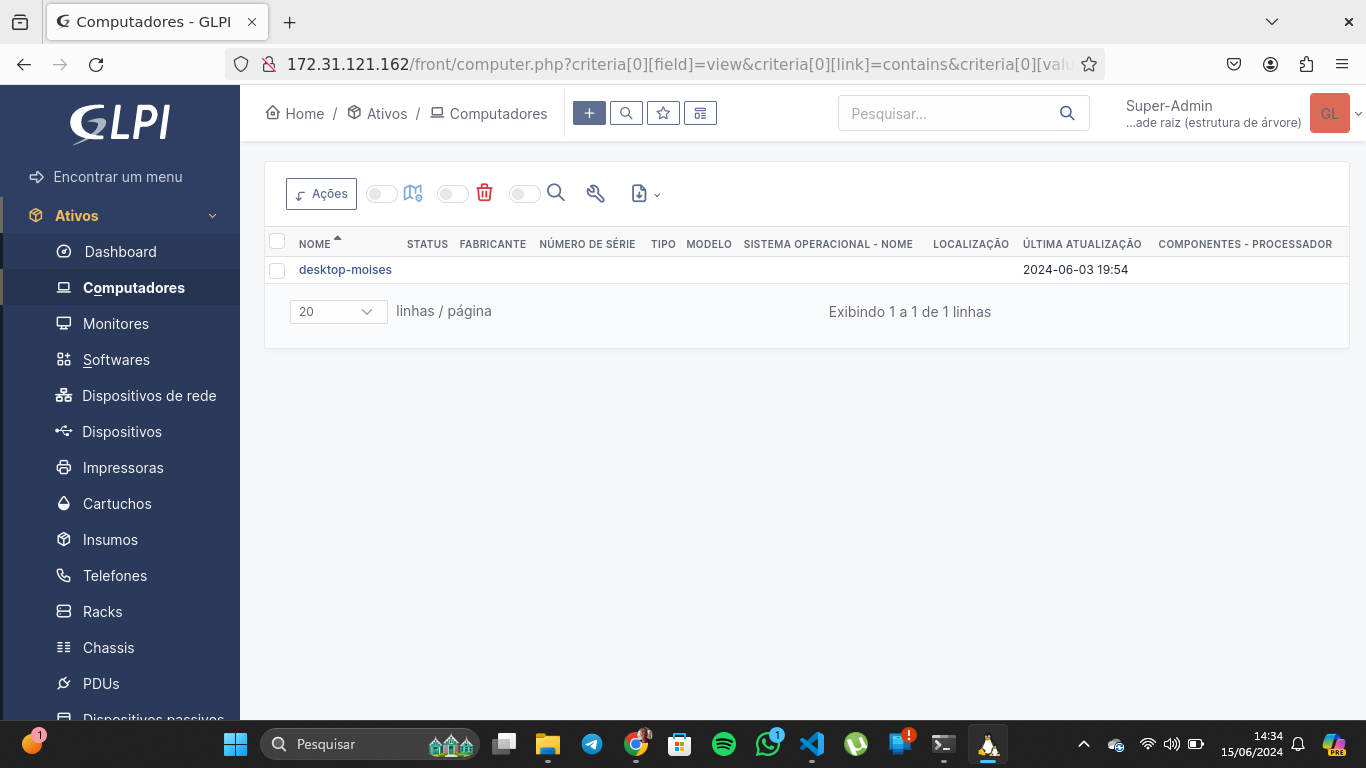 Computadores - GLPI
172.31.121.162/front/computer.php?criteria[0][field]=view&criteria[0][link]=contains&criteria[0][valu
GLPI
Encontrar um menu
Ativos
Dashboard
Computadores
Monitores
Softwares
Dispositivos de rede
Dispositivos
Impressoras
Cartuchos
Insumos
Telefones
Racks
Chassis
PDUs
Dispositivos passivos
Home / Ativos / Computadores
Pesquisar...
Super-Admin
...ade raiz (estrutura de árvore)
GL
Ações
NOME STATUS FABRICANTE NÚMERO DE SÉRIE TIPO MODELO SISTEMA OPERACIONAL - NOME LOCALIZAÇÃO ÚLTIMA ATUALIZAÇÃO COMPONENTES - PROCESSADOR
desktop-moises 2024-06-03 19:54
20 linhas / página Exibindo 1 a 1 de 1 linhas
1
Pesquisar
1
14:34
15/06/2024
PRE